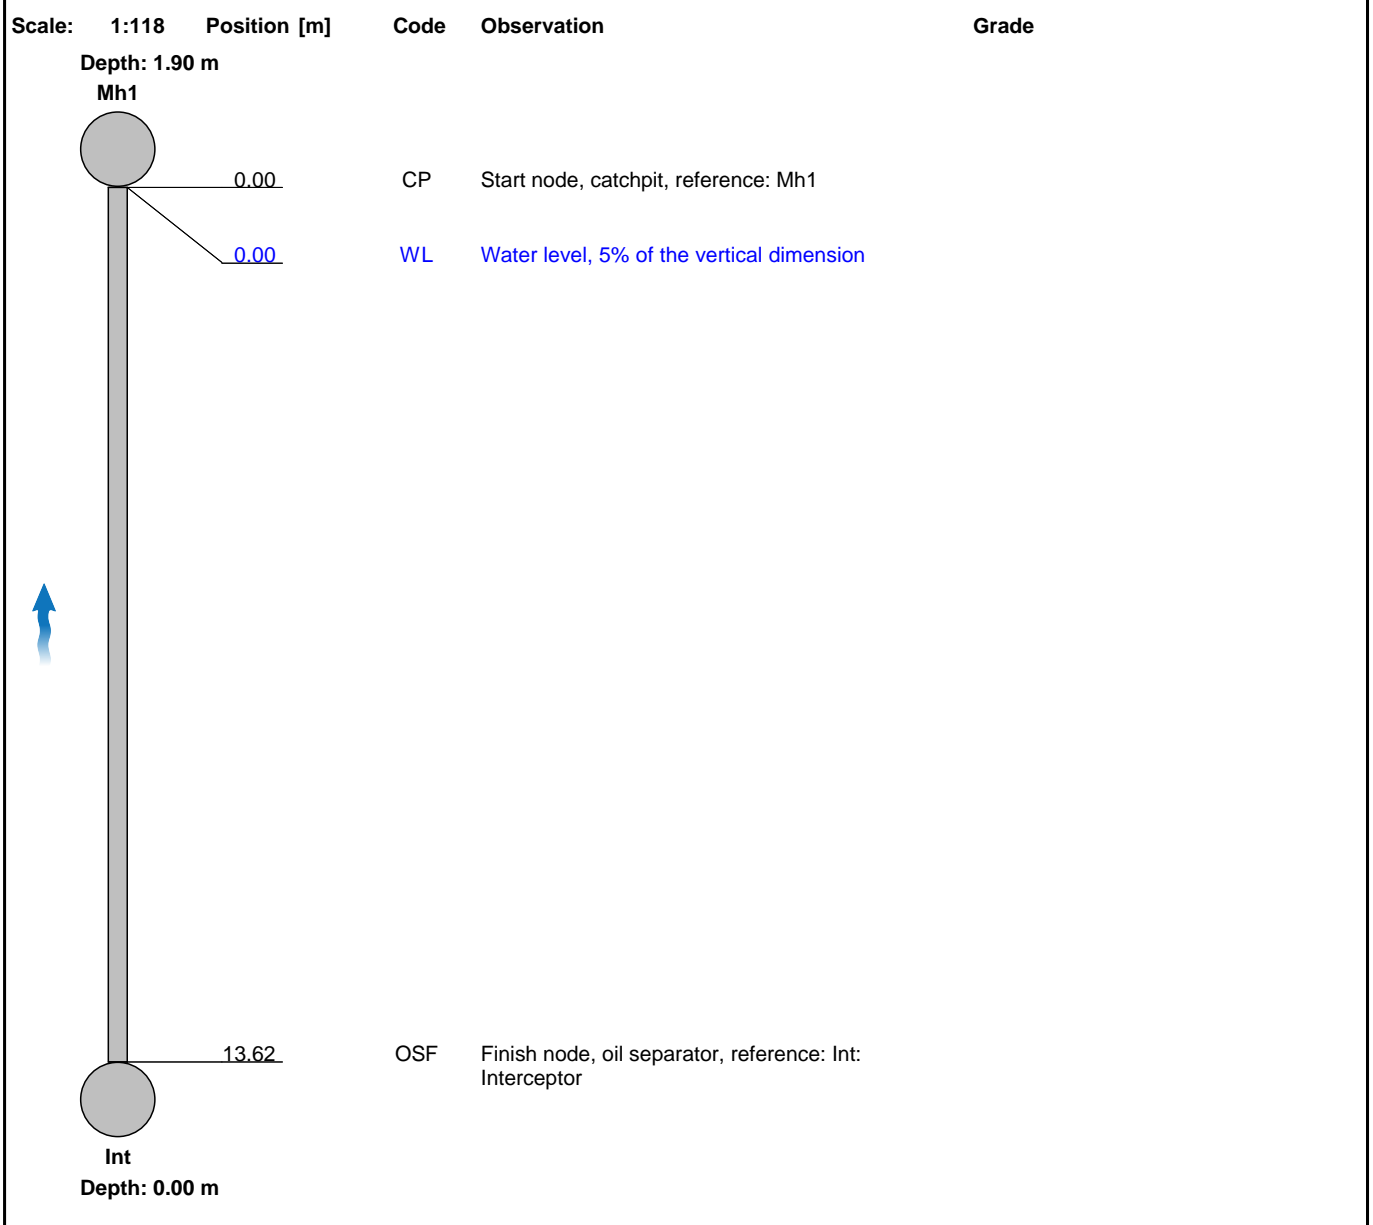 Scale: 1:118 Position [m] Code Observation Grade
Depth: 1.90 m
Mh1
0.00 CP Start node, catchpit, reference: Mh1
0.00 WL Water level, 5% of the vertical dimension
13.62 OSF Finish node, oil separator, reference: Int:
Interceptor
Int
Depth: 0.00 m